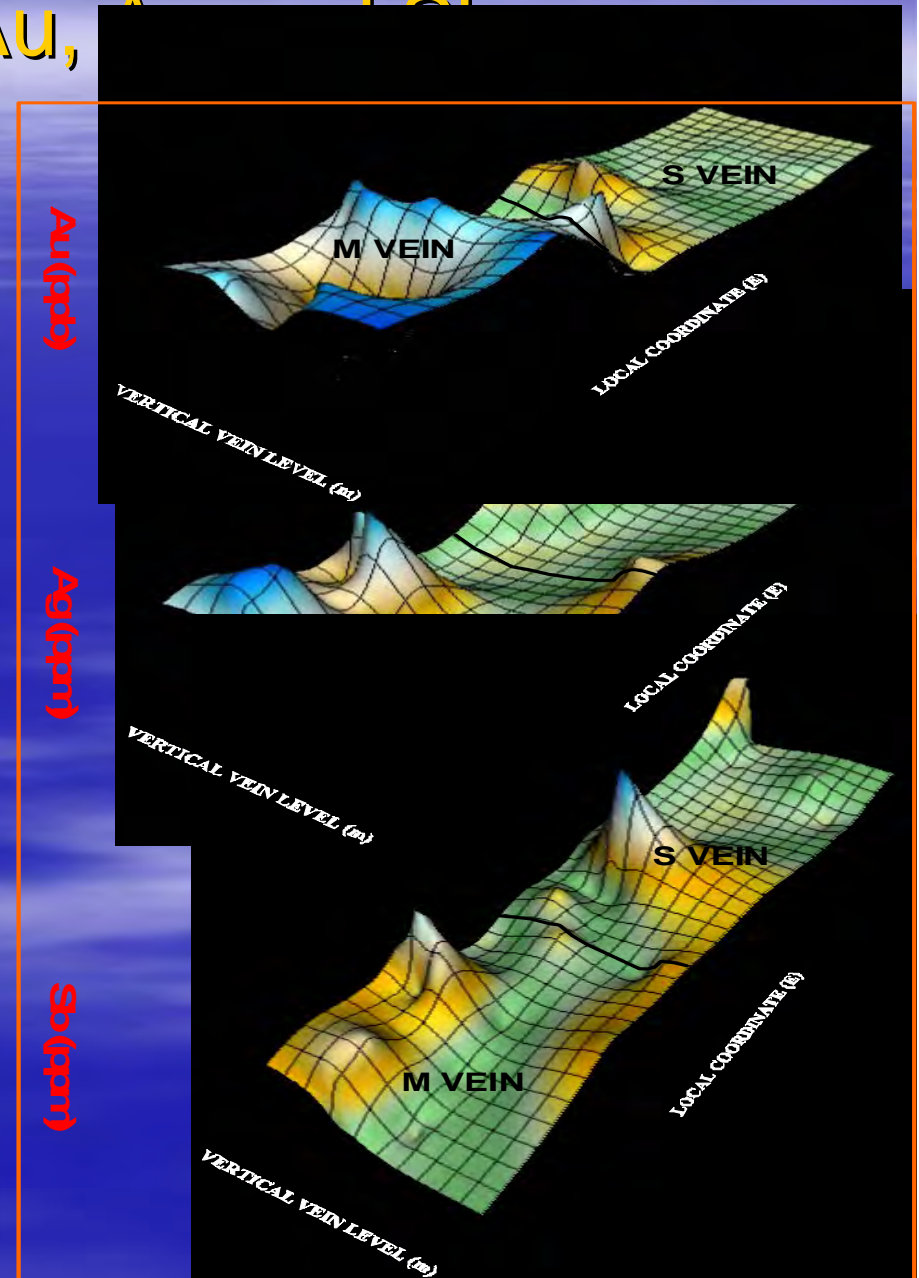 Au,
Au (ppb)
M VEIN
S VEIN
VERTICAL VEIN LEVEL (m)
LOCAL COORDINATE (E)
Ag (ppm)
VERTICAL VEIN LEVEL (m)
LOCAL COORDINATE (E)
Sb (ppm)
S VEIN
M VEIN
VERTICAL VEIN LEVEL (m)
LOCAL COORDINATE (E)